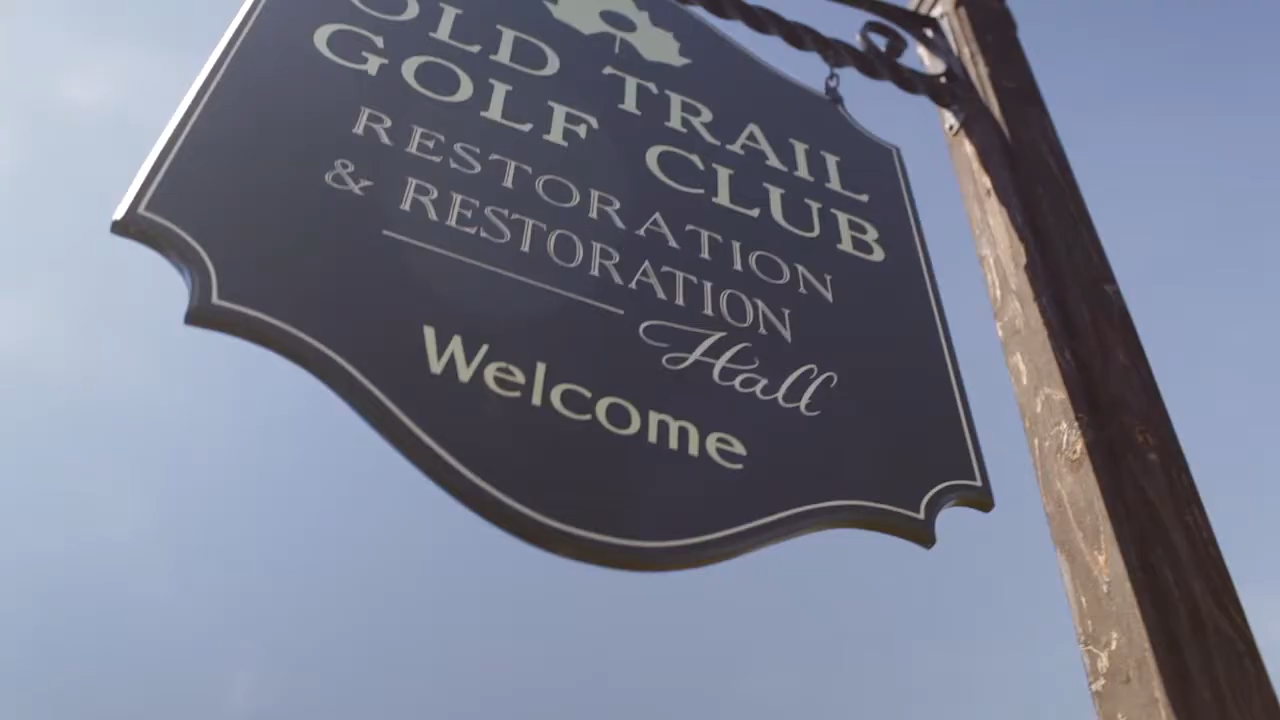 OLD TRAIL
GOLF CLUB
RESTORATION
& RESTORATION
Hall
Welcome